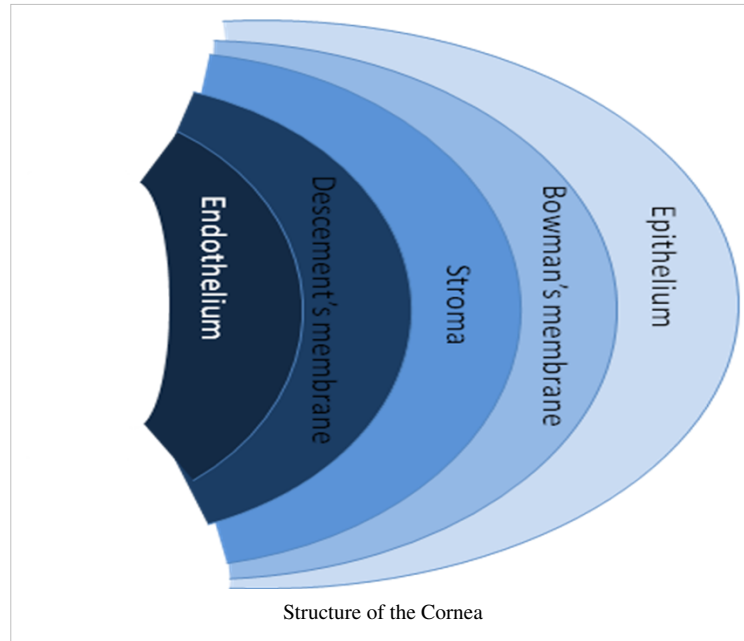 Endothelium
Descement's membrane
Stroma
Bowman's membrane
Epithelium
Structure of the Cornea